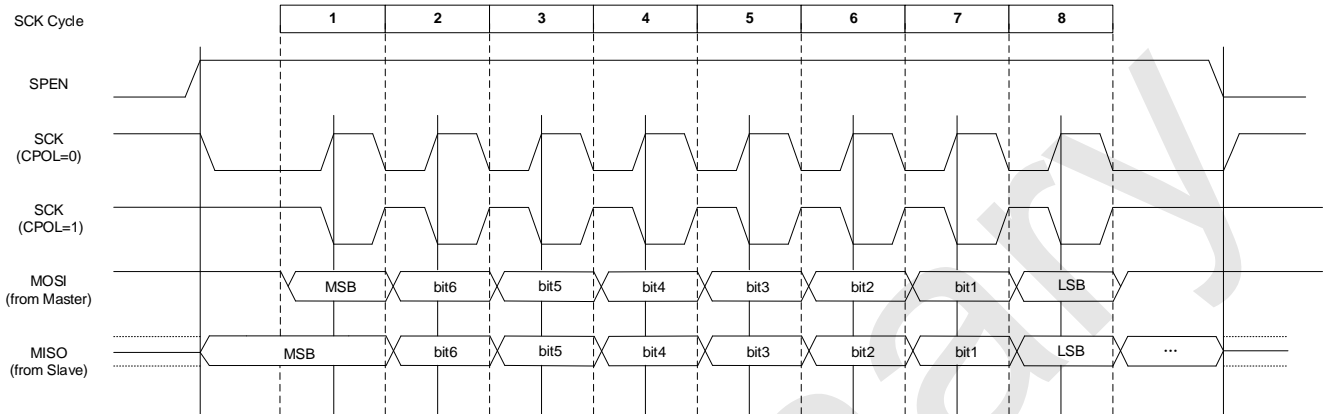 SCK Cycle 1 2 3 4 5 6 7 8
SPEN
SCK
(CPOL=0)
SCK
(CPOL=1)
MOSI
(from Master)
MSB bit6 bit5 bit4 bit3 bit2 bit1 LSB
MISO
(from Slave)
MSB bit6 bit5 bit4 bit3 bit2 bit1 LSB ...
ary